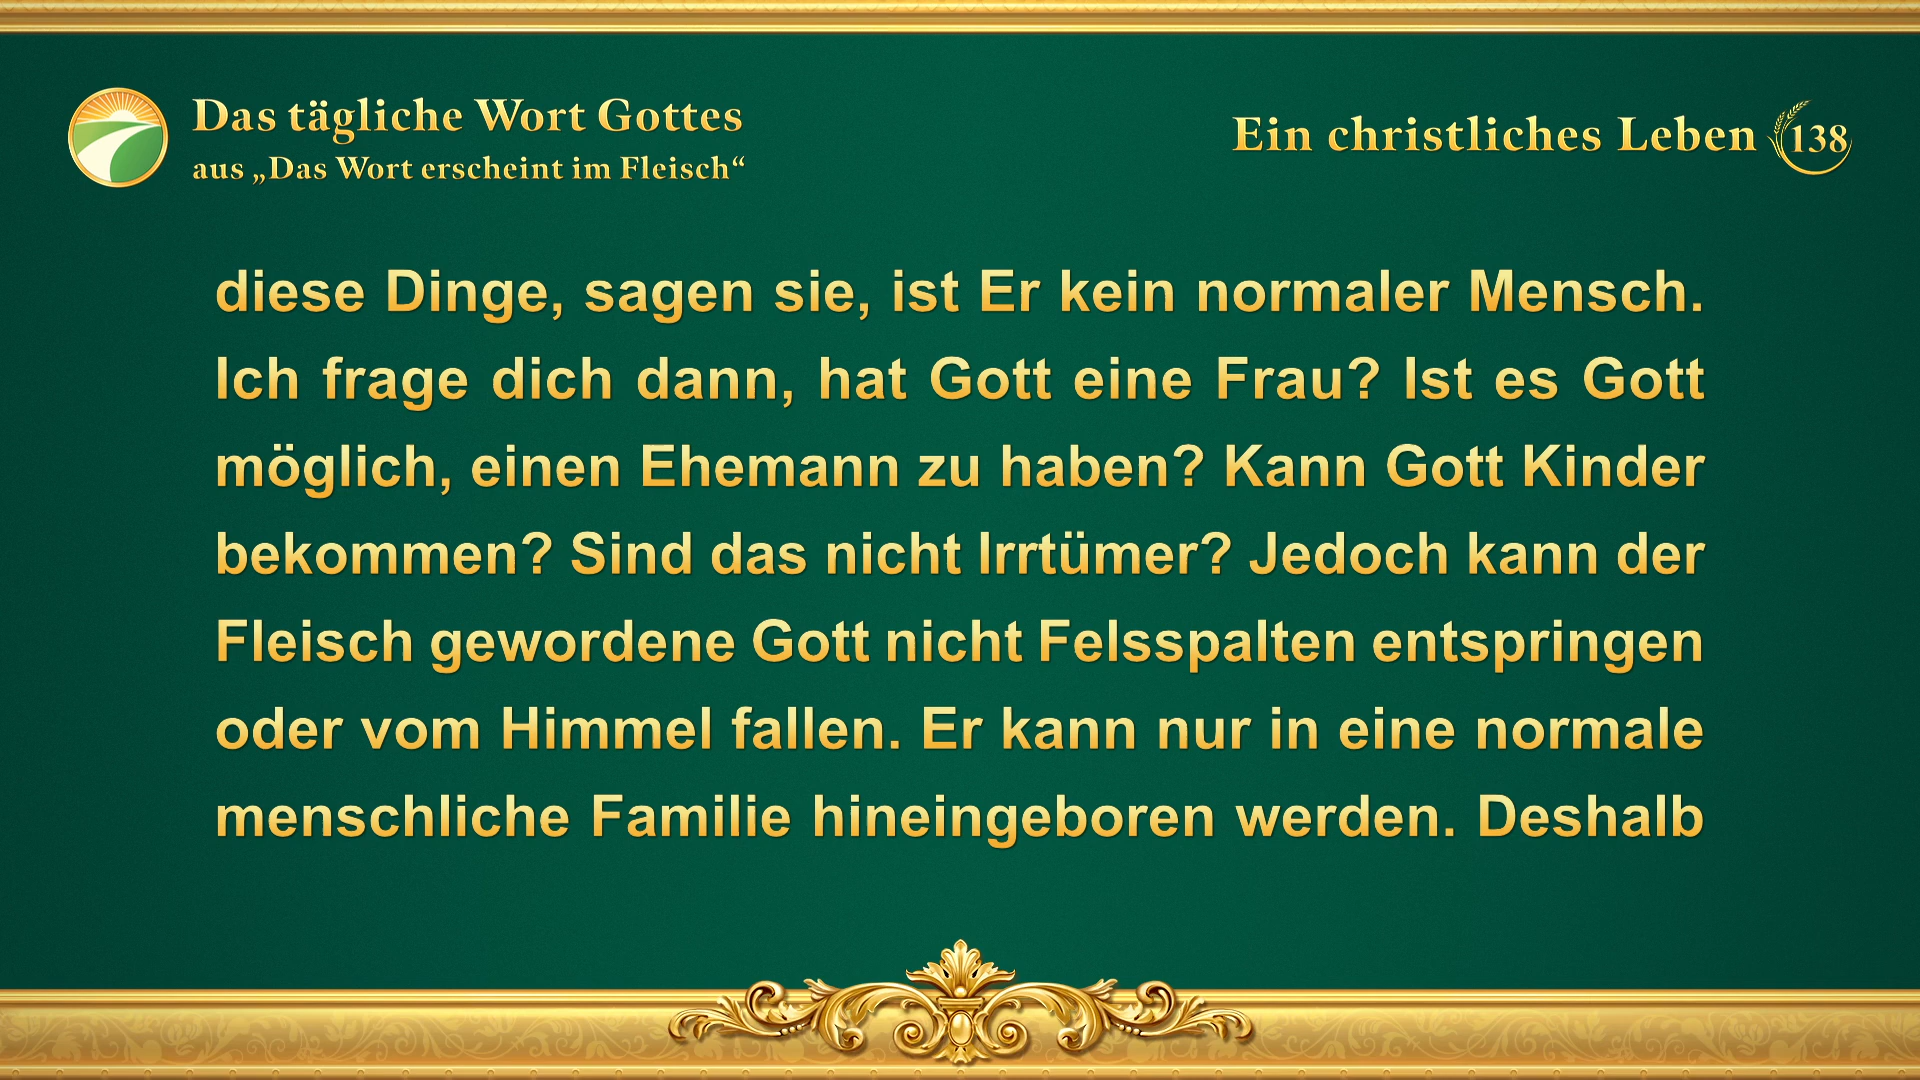 Das tägliche Wort Gottes
aus „Das Wort erscheint im Fleisch“
Ein christliches Leben 138
diese Dinge, sagen sie, ist Er kein normaler Mensch.
Ich frage dich dann, hat Gott eine Frau? Ist es Gott
möglich, einen Ehemann zu haben? Kann Gott Kinder
bekommen? Sind das nicht Irrtümer? Jedoch kann der
Fleisch gewordene Gott nicht Felsspalten entspringen
oder vom Himmel fallen. Er kann nur in eine normale
menschliche Familie hineingeboren werden. Deshalb